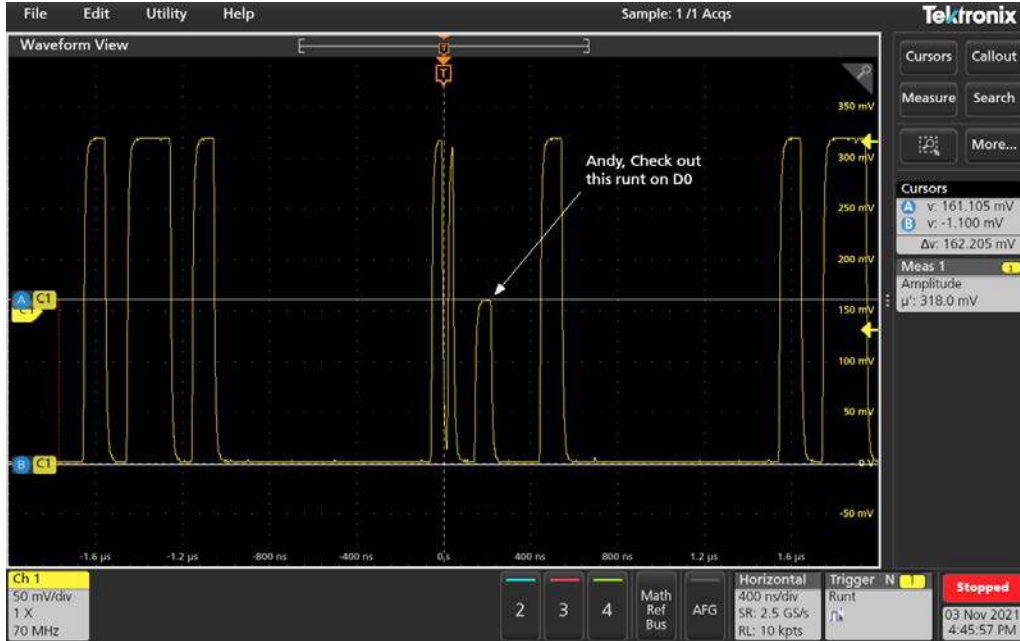 File Edit Utility Help Sample: 1 /1 Acqs Tektronix
Waveform View
T
T
Cursors Callout
Measure Search
More...
350 mV
300 mV
250 mV
200 mV
150 mV
100 mV
50 mV
0 V
-50 mV
Andy, Check out
this runt on D0
A C1
B C1
-1.6 µs -1.2 µs -800 ns -400 ns 0 s 400 ns 800 ns 1.2 µs 1.6 µs
Cursors
A v: 161.105 mV
B v: -1.100 mV
Δv: 162.205 mV
Meas 1 1
Amplitude
µ': 318.0 mV
Ch 1
50 mV/div
1 X
70 MHz
2 3 4
Math
Ref
Bus
AFG
Horizontal
400 ns/div
SR: 2.5 GS/s
RL: 10 kpts
Trigger N 1
Runt
Stopped
03 Nov 2021
4:45:57 PM